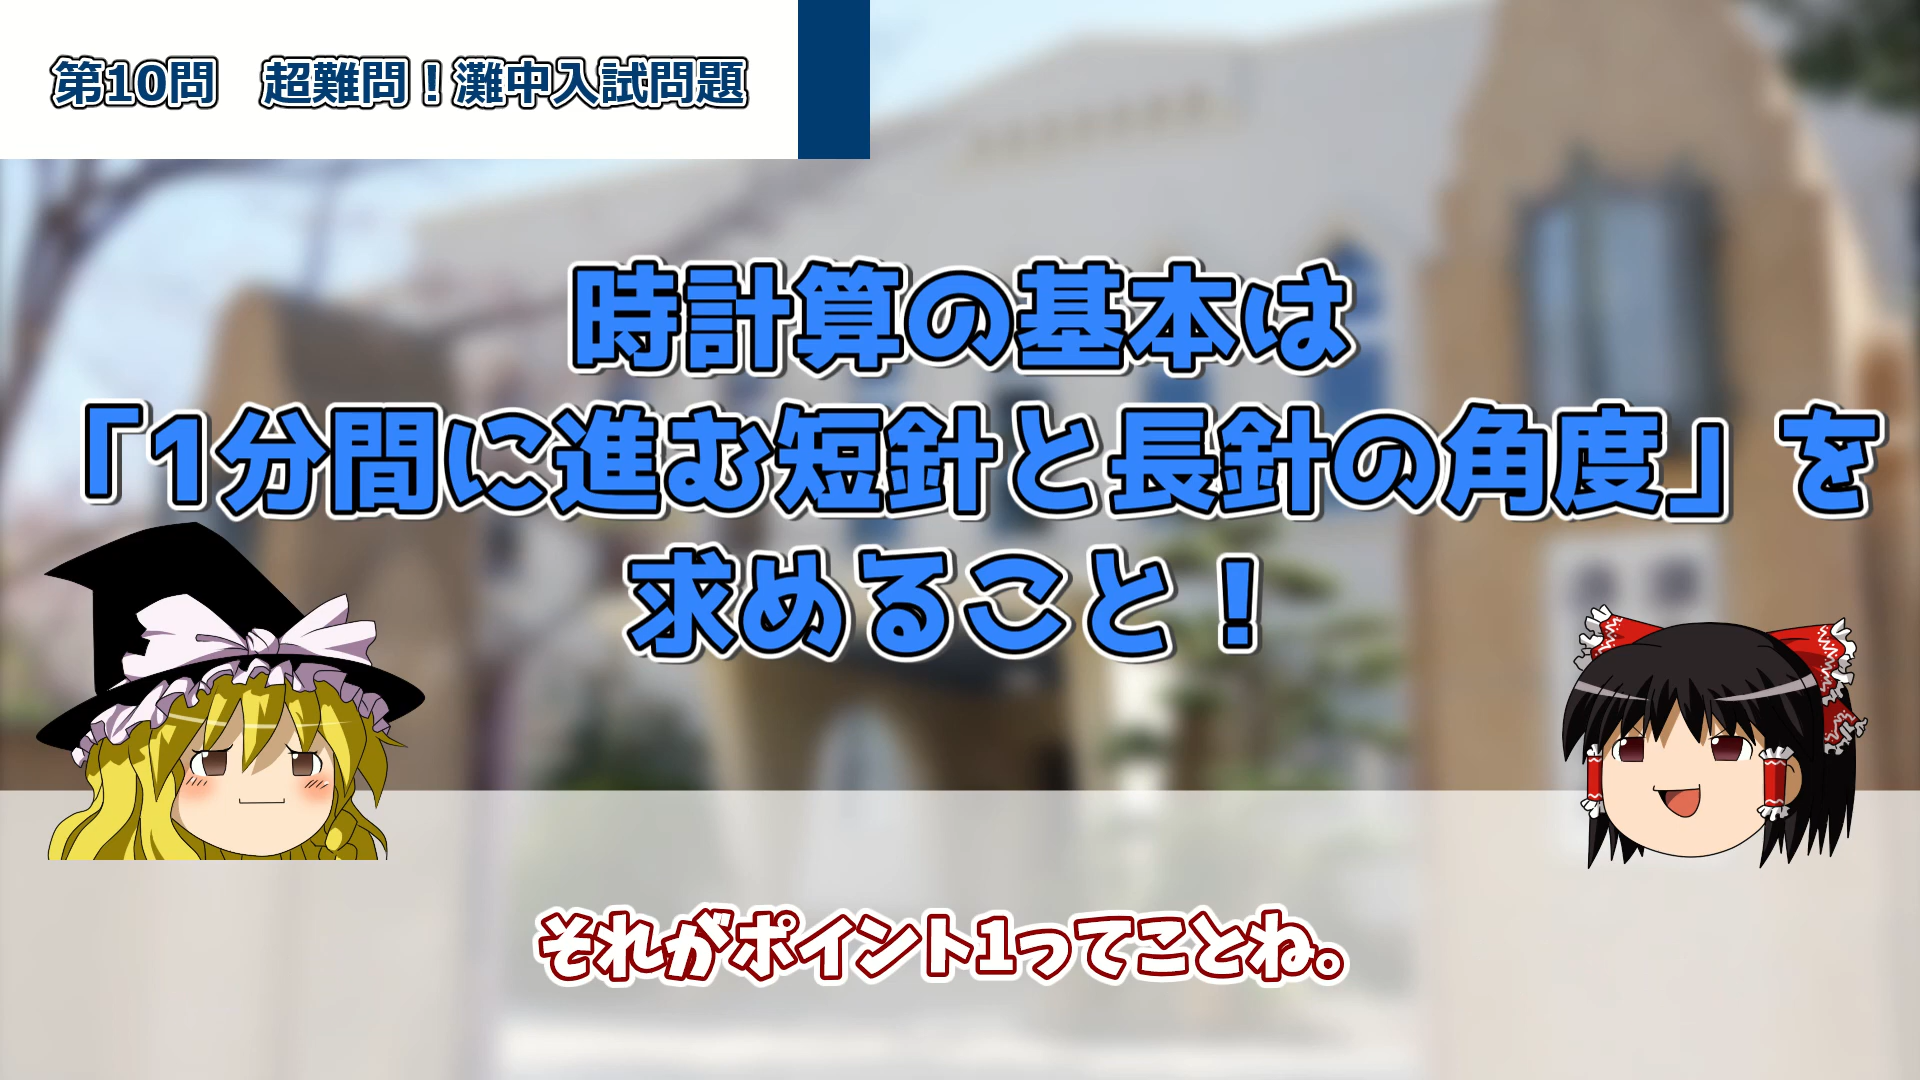 第10問　超難問！灘中入試問題
時計算の基本は
「1分間に進む短針と長針の角度」を
求めること！
それがポイント1ってことね。